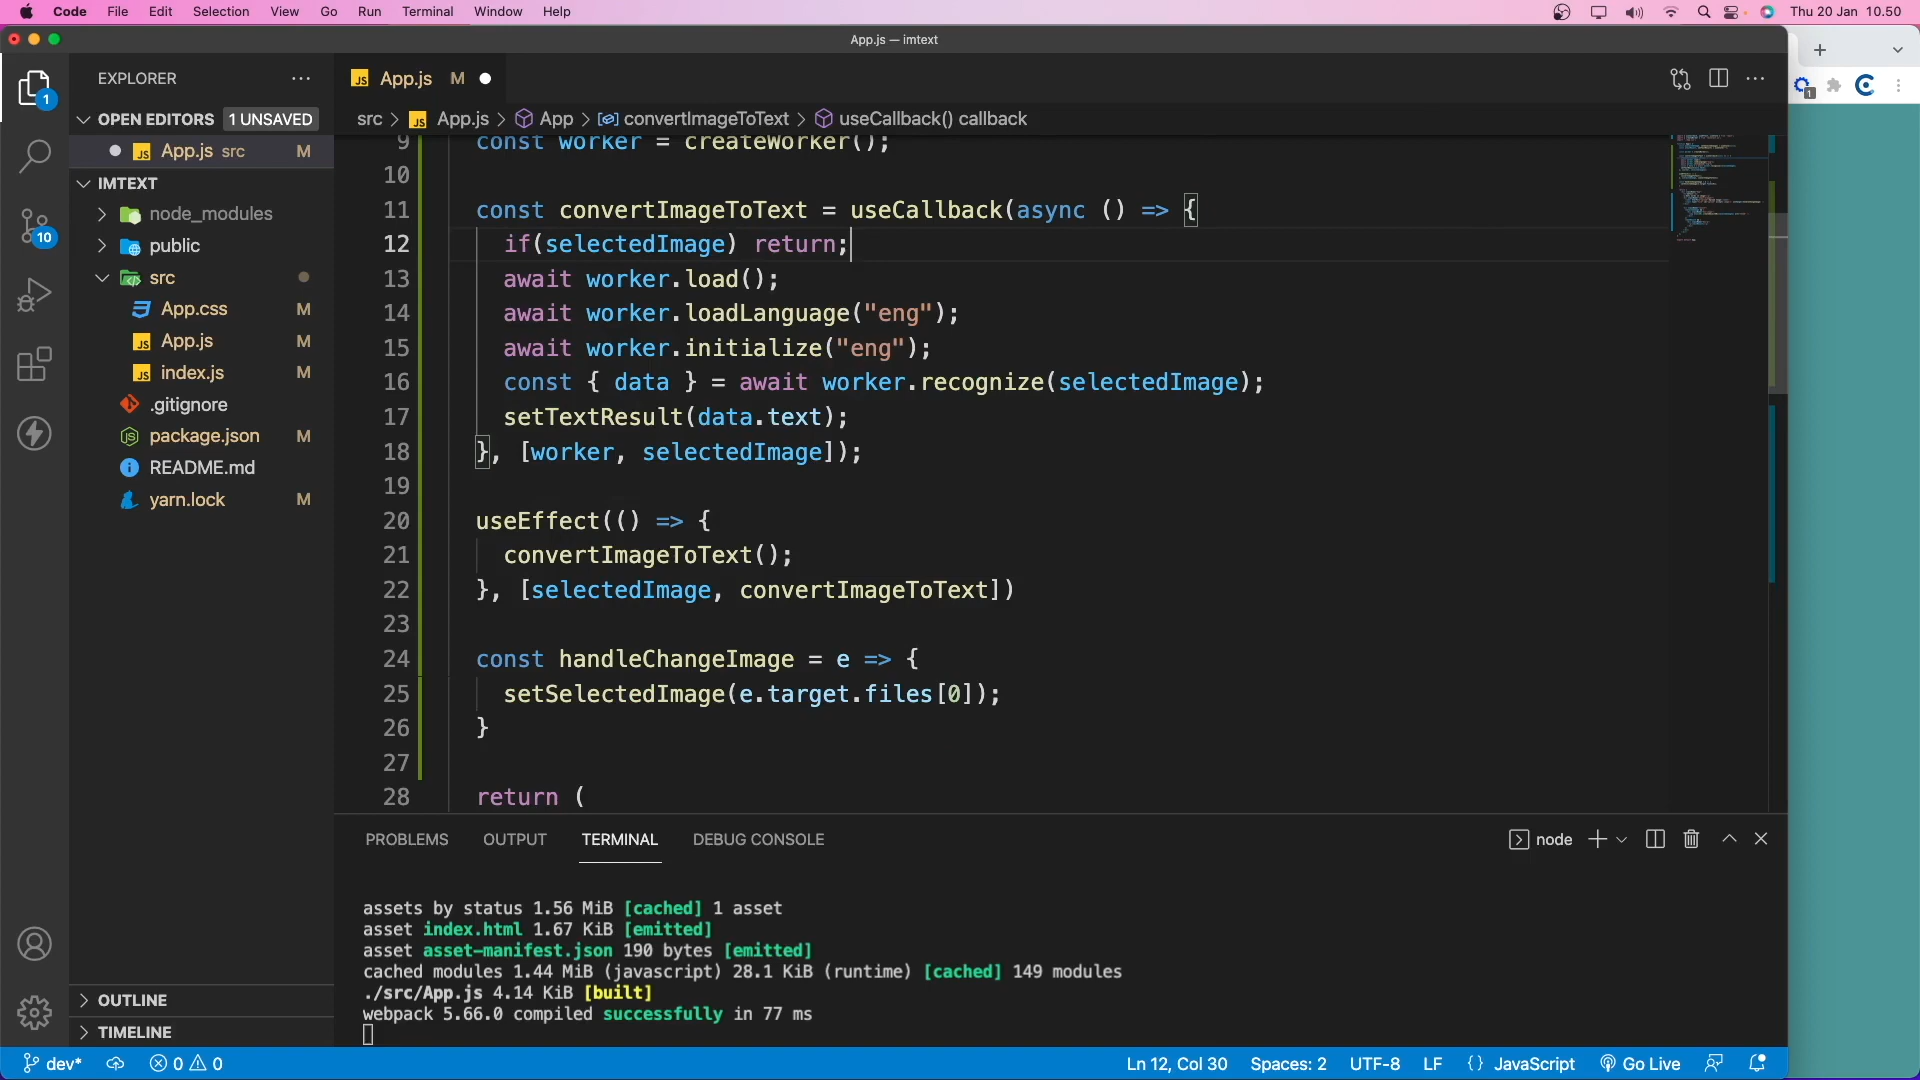 Code File Edit Selection View Go Run Terminal Window Help Thu 20 Jan 10.50
App.js — imtext
EXPLORER
OPEN EDITORS 1 UNSAVED
App.js src M
IMTEXT
node_modules
public
src
App.css M
App.js M
index.js M
.gitignore
package.json M
README.md
yarn.lock M
OUTLINE
TIMELINE
1
10
App.js M
src > App.js > App > convertImageToText > useCallback() callback
9 const worker = createWorker();
10
11 const convertImageToText = useCallback(async () => {
12 if(selectedImage) return;
13 await worker.load();
14 await worker.loadLanguage("eng");
15 await worker.initialize("eng");
16 const { data } = await worker.recognize(selectedImage);
17 setTextResult(data.text);
18 }, [worker, selectedImage]);
19
20 useEffect(() => {
21 convertImageToText();
22 }, [selectedImage, convertImageToText])
23
24 const handleChangeImage = e => {
25 setSelectedImage(e.target.files[0]);
26 }
27
28 return (
PROBLEMS OUTPUT TERMINAL DEBUG CONSOLE node
assets by status 1.56 MiB [cached] 1 asset
asset index.html 1.67 KiB [emitted]
asset asset-manifest.json 190 bytes [emitted]
cached modules 1.44 MiB (javascript) 28.1 KiB (runtime) [cached] 149 modules
./src/App.js 4.14 KiB [built]
webpack 5.66.0 compiled successfully in 77 ms
dev* 0 0 Ln 12, Col 30 Spaces: 2 UTF-8 LF {} JavaScript Go Live
1